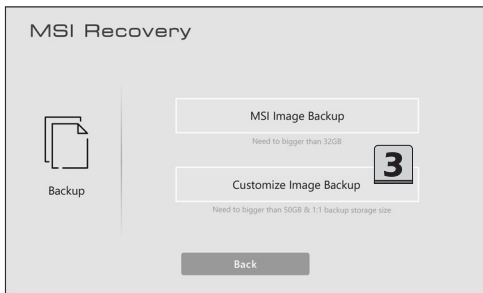 MSI Recovery
MSI Image Backup
Need to bigger than 32GB
3
Backup
Customize Image Backup
Need to bigger than 50GB & 1:1 backup storage size
Back